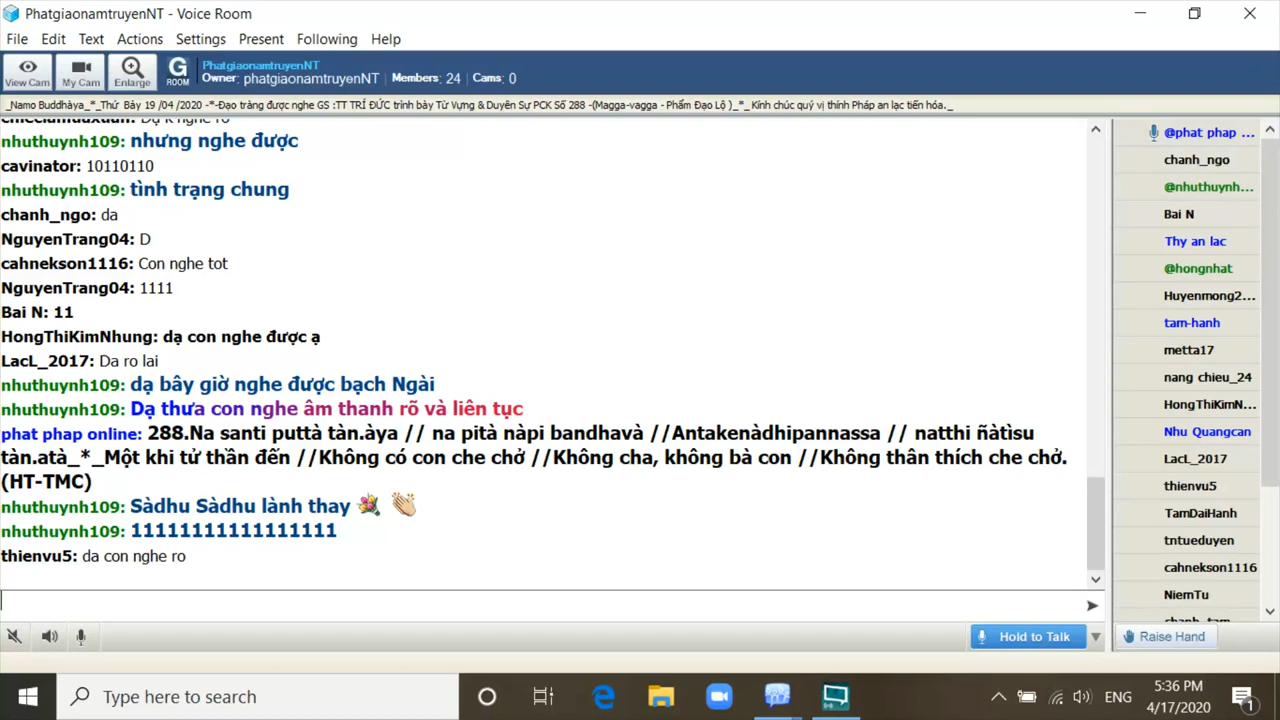 PhatgiaonamtruyenNT - Voice Room
File Edit Text Actions Settings Present Following Help
View Cam My Cam Enlarge G ROOM
PhatgiaonamtruyenNT
Owner: phatgiaonamtruyenNT Members: 24 Cams: 0
_Namo Buddhàya_*_Thứ Bảy 19 /04 /2020 -*-Đạo tràng được nghe GS :TT TRÍ ĐỨC trình bày Từ Vựng & Duyên Sự PCK Số 288 -(Magga-vagga - Phẩm Đạo Lộ )_*_ Kính chúc quý vị thính Pháp an lạc tiến hóa._
nhuthuynh109: nhưng nghe được
cavinator: 10110110
nhuthuynh109: tình trạng chung
chanh_ngo: da
NguyenTrang04: D
cahnekson1116: Con nghe tot
NguyenTrang04: 1111
Bai N: 11
HongThiKimNhung: dạ con nghe được ạ
LacL_2017: Da ro lai
nhuthuynh109: dạ bây giờ nghe được bạch Ngài
nhuthuynh109: Dạ thưa con nghe âm thanh rõ và liên tục
phat phap online: 288.Na santi puttà tàn.àya // na pità nàpi bandhavà //Antakenàdhipannassa // natthi ñàtìsu
tàn.atà_*_Một khi tử thần đến //Không có con che chở //Không cha, không bà con //Không thân thích che chở.
(HT-TMC)
nhuthuynh109: Sàdhu Sàdhu lành thay
nhuthuynh109: 11111111111111111
thienvu5: da con nghe ro
@phat phap ...
chanh_ngo
@nhuthuynh...
Bai N
Thy an lac
@hongnhat
Huyenmong2...
tam-hanh
metta17
nang chieu_24
HongThiKimN...
Nhu Quangcan
LacL_2017
thienvu5
TamDaiHanh
tntueduyen
cahnekson1116
NiemTu
Hold to Talk
Raise Hand
Type here to search
ENG
5:36 PM
4/17/2020
1